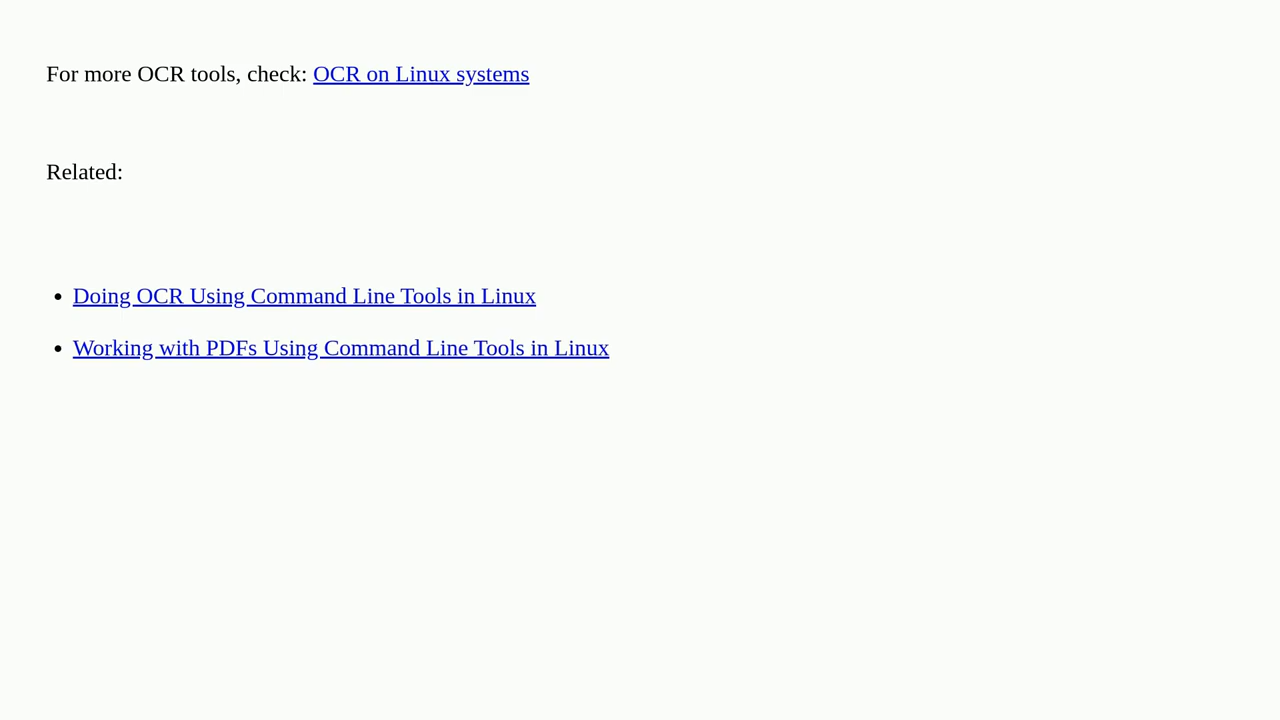 For more OCR tools, check: OCR on Linux systems
Related:
• Doing OCR Using Command Line Tools in Linux
• Working with PDFs Using Command Line Tools in Linux